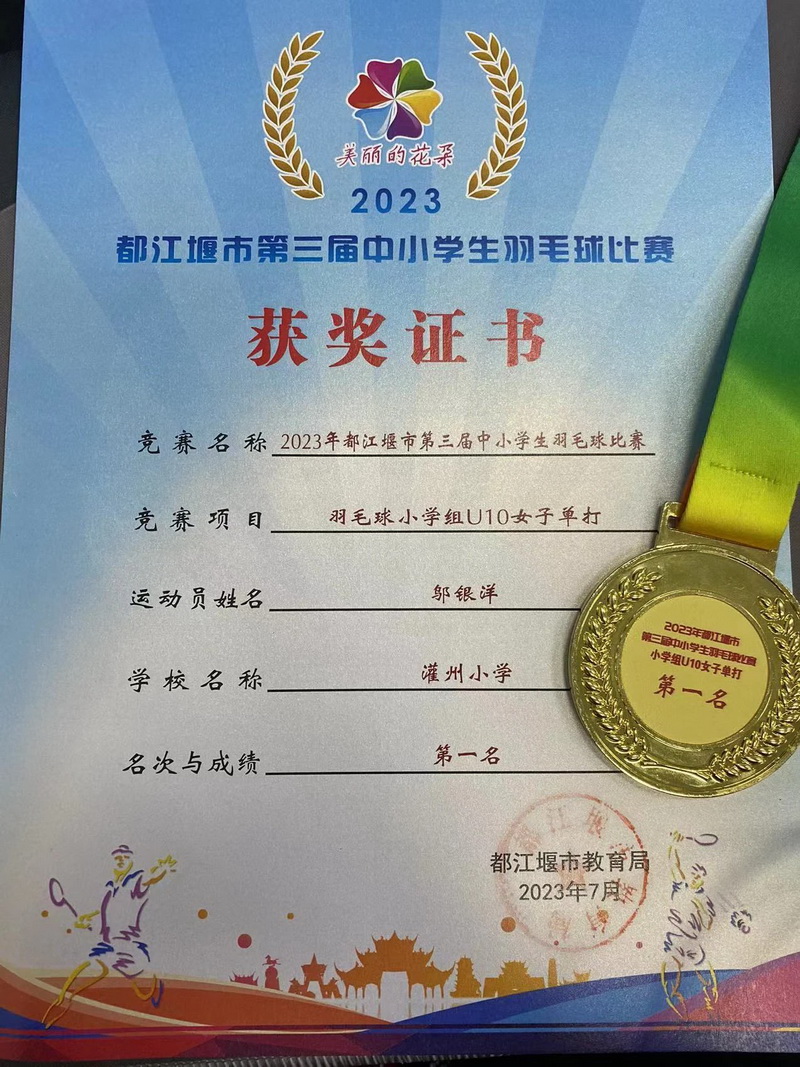 美丽的花朵
2023
都江堰市第三届中小学生羽毛球比赛
获奖证书
竞赛名称 2023年都江堰市第三届中小学生羽毛球比赛
竞赛项目 羽毛球小学组U10女子单打
运动员姓名 邬银洋
学校名称 灌州小学
名次与成绩 第一名
都江堰市教育局
2023年7月
2023年都江堰市
第三届中小学生羽毛球比赛
小学组U10女子单打
第一名